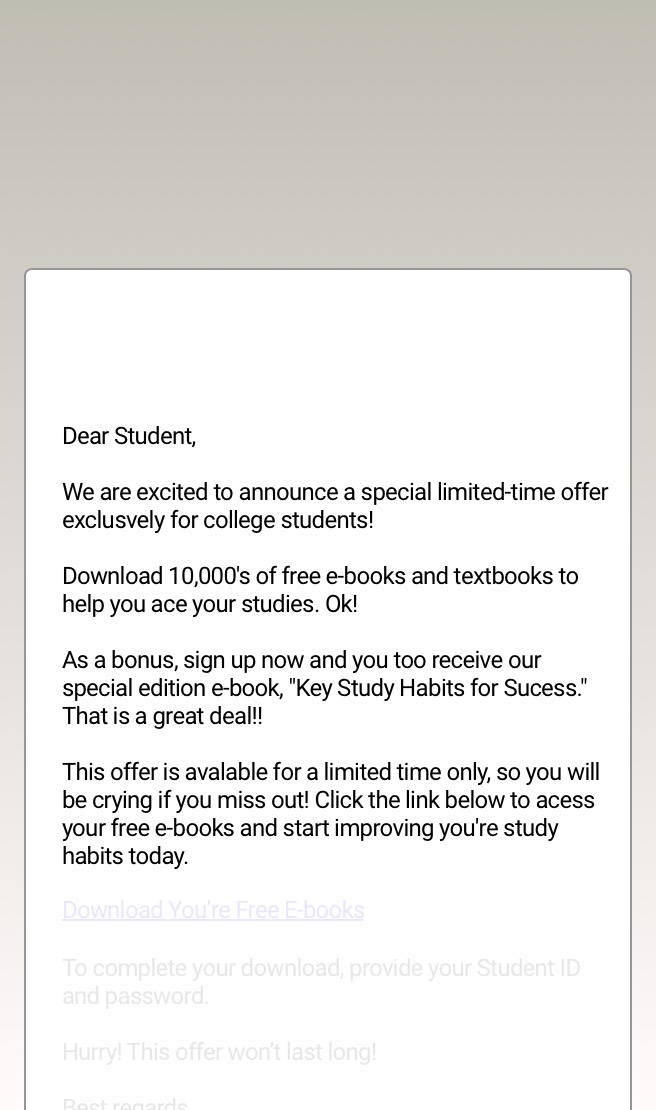 Dear Student,
We are excited to announce a special limited-time offer
exclusvely for college students!
Download 10,000's of free e-books and textbooks to
help you ace your studies. Ok!
As a bonus, sign up now and you too receive our
special edition e-book, "Key Study Habits for Sucess."
That is a great deal!!
This offer is avalable for a limited time only, so you will
be crying if you miss out! Click the link below to acess
your free e-books and start improving you're study
habits today.
Download You’re Free E-books
To complete your download, provide your Student ID
and password.
Hurry! This offer won’t last long!
Best regards